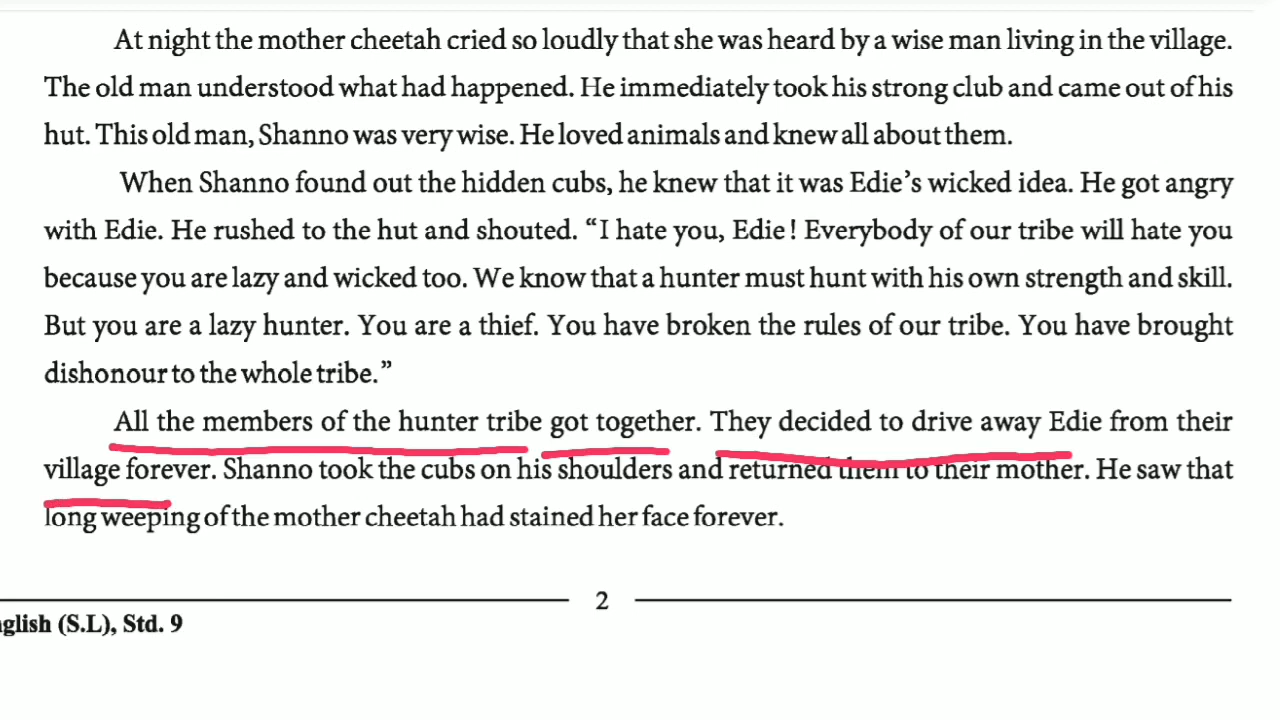 At night the mother cheetah cried so loudly that she was heard by a wise man living in the village.
The old man understood what had happened. He immediately took his strong club and came out of his
hut. This old man, Shanno was very wise. He loved animals and knew all about them.
When Shanno found out the hidden cubs, he knew that it was Edie's wicked idea. He got angry
with Edie. He rushed to the hut and shouted. “I hate you, Edie! Everybody of our tribe will hate you
because you are lazy and wicked too. We know that a hunter must hunt with his own strength and skill.
But you are a lazy hunter. You are a thief. You have broken the rules of our tribe. You have brought
dishonour to the whole tribe.”
All the members of the hunter tribe got together. They decided to drive away Edie from their
village forever. Shanno took the cubs on his shoulders and returned them to their mother. He saw that
long weeping of the mother cheetah had stained her face forever.
2
glish (S.L), Std. 9